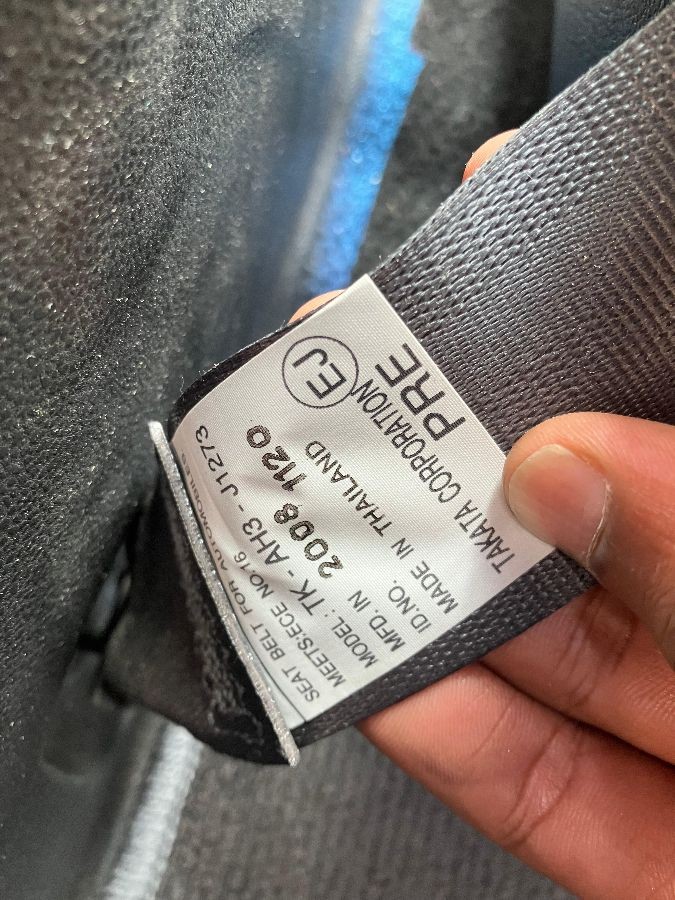 SEAT BELT FOR AUTOMOBILES
MEETS:ECE NO.16
MODEL : TK - AH3 - J1273
MFD. IN 2008 1120
ID.NO.
MADE IN THAILAND
TAKATA CORPORATION
EJ
PRE